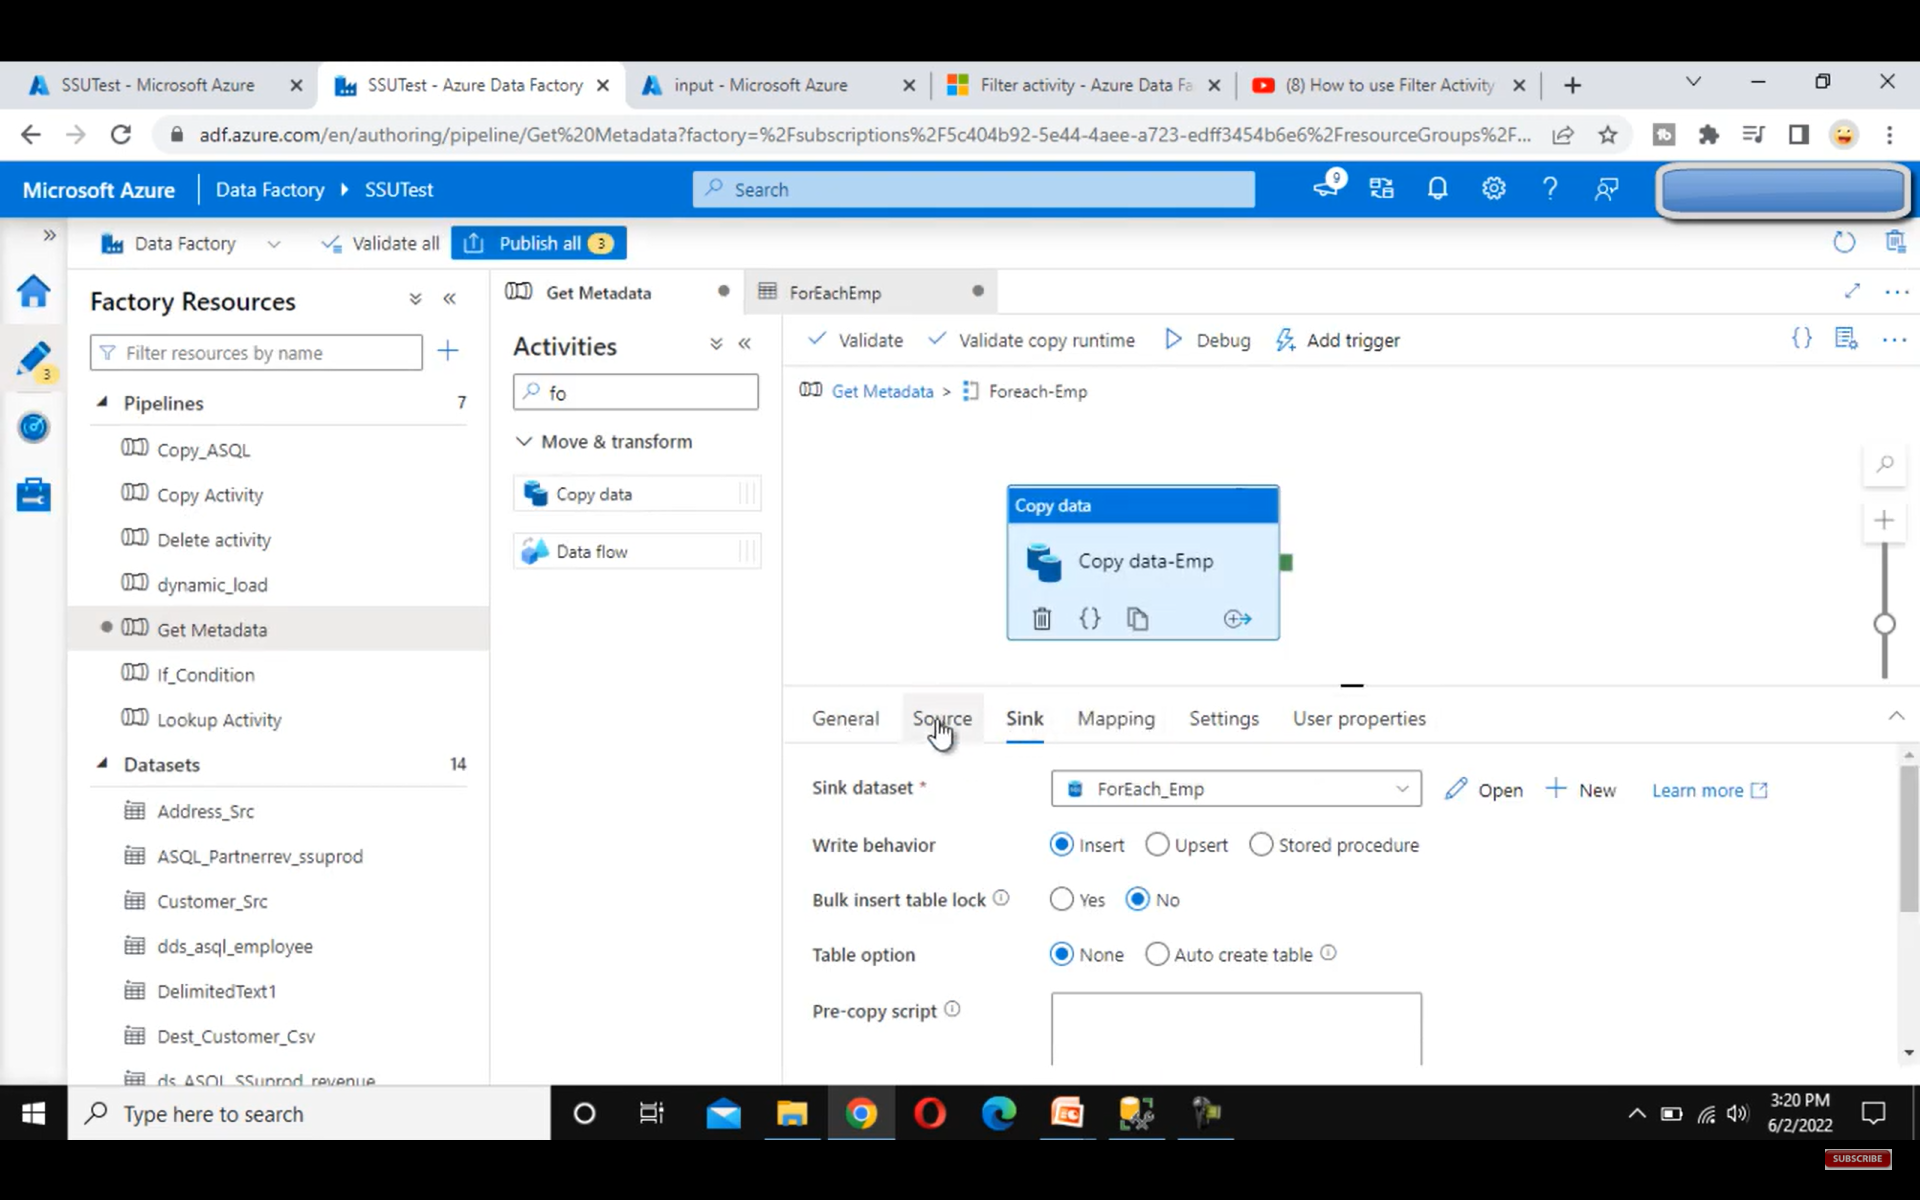 SSUTest - Microsoft Azure
SSUTest - Azure Data Factory
input - Microsoft Azure
Filter activity - Azure Data Fa
(8) How to use Filter Activity
adf.azure.com/en/authoring/pipeline/Get%20Metadata?factory=%2Fsubscriptions%2F5c404b92-5e44-4aee-a723-edff3454b6e6%2FresourceGroups%2F...
Microsoft Azure
Data Factory
SSUTest
Search
9
Data Factory
Validate all
Publish all 3
Factory Resources
Filter resources by name
3
Pipelines 7
Copy_ASQL
Copy Activity
Delete activity
dynamic_load
Get Metadata
If_Condition
Lookup Activity
Datasets 14
Address_Src
ASQL_Partnerrev_ssuprod
Customer_Src
dds_asql_employee
DelimitedText1
Dest_Customer_Csv
ds_ASQL_SSuprod_revenue
Get Metadata
ForEachEmp
Activities
fo
Move & transform
Copy data
Data flow
Validate
Validate copy runtime
Debug
Add trigger
Get Metadata > Foreach-Emp
Copy data
Copy data-Emp
General
Source
Sink
Mapping
Settings
User properties
Sink dataset *
ForEach_Emp
Open
New
Learn more
Write behavior
Insert
Upsert
Stored procedure
Bulk insert table lock
Yes
No
Table option
None
Auto create table
Pre-copy script
Type here to search
3:20 PM
6/2/2022
SUBSCRIBE